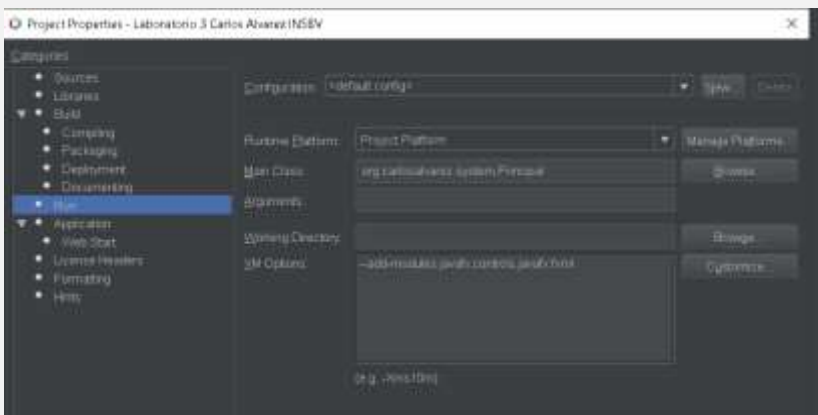 Project Properties - Laboratorio 3 Carlos Alvarez IN5BV
Categories:
Sources
Libraries
Build
Compiling
Packaging
Deployment
Documenting
Run
Application
Web Start
License Headers
Formatting
Hints
Configuration: <default config> New... Delete
Runtime Platform: Project Platform Manage Platforms...
Main Class: org.carlosalvarez.system.Principal Browse...
Arguments:
Working Directory: Browse...
VM Options: --add-modules javafx.controls,javafx.fxml Customize...
(e.g. -Xms10m)